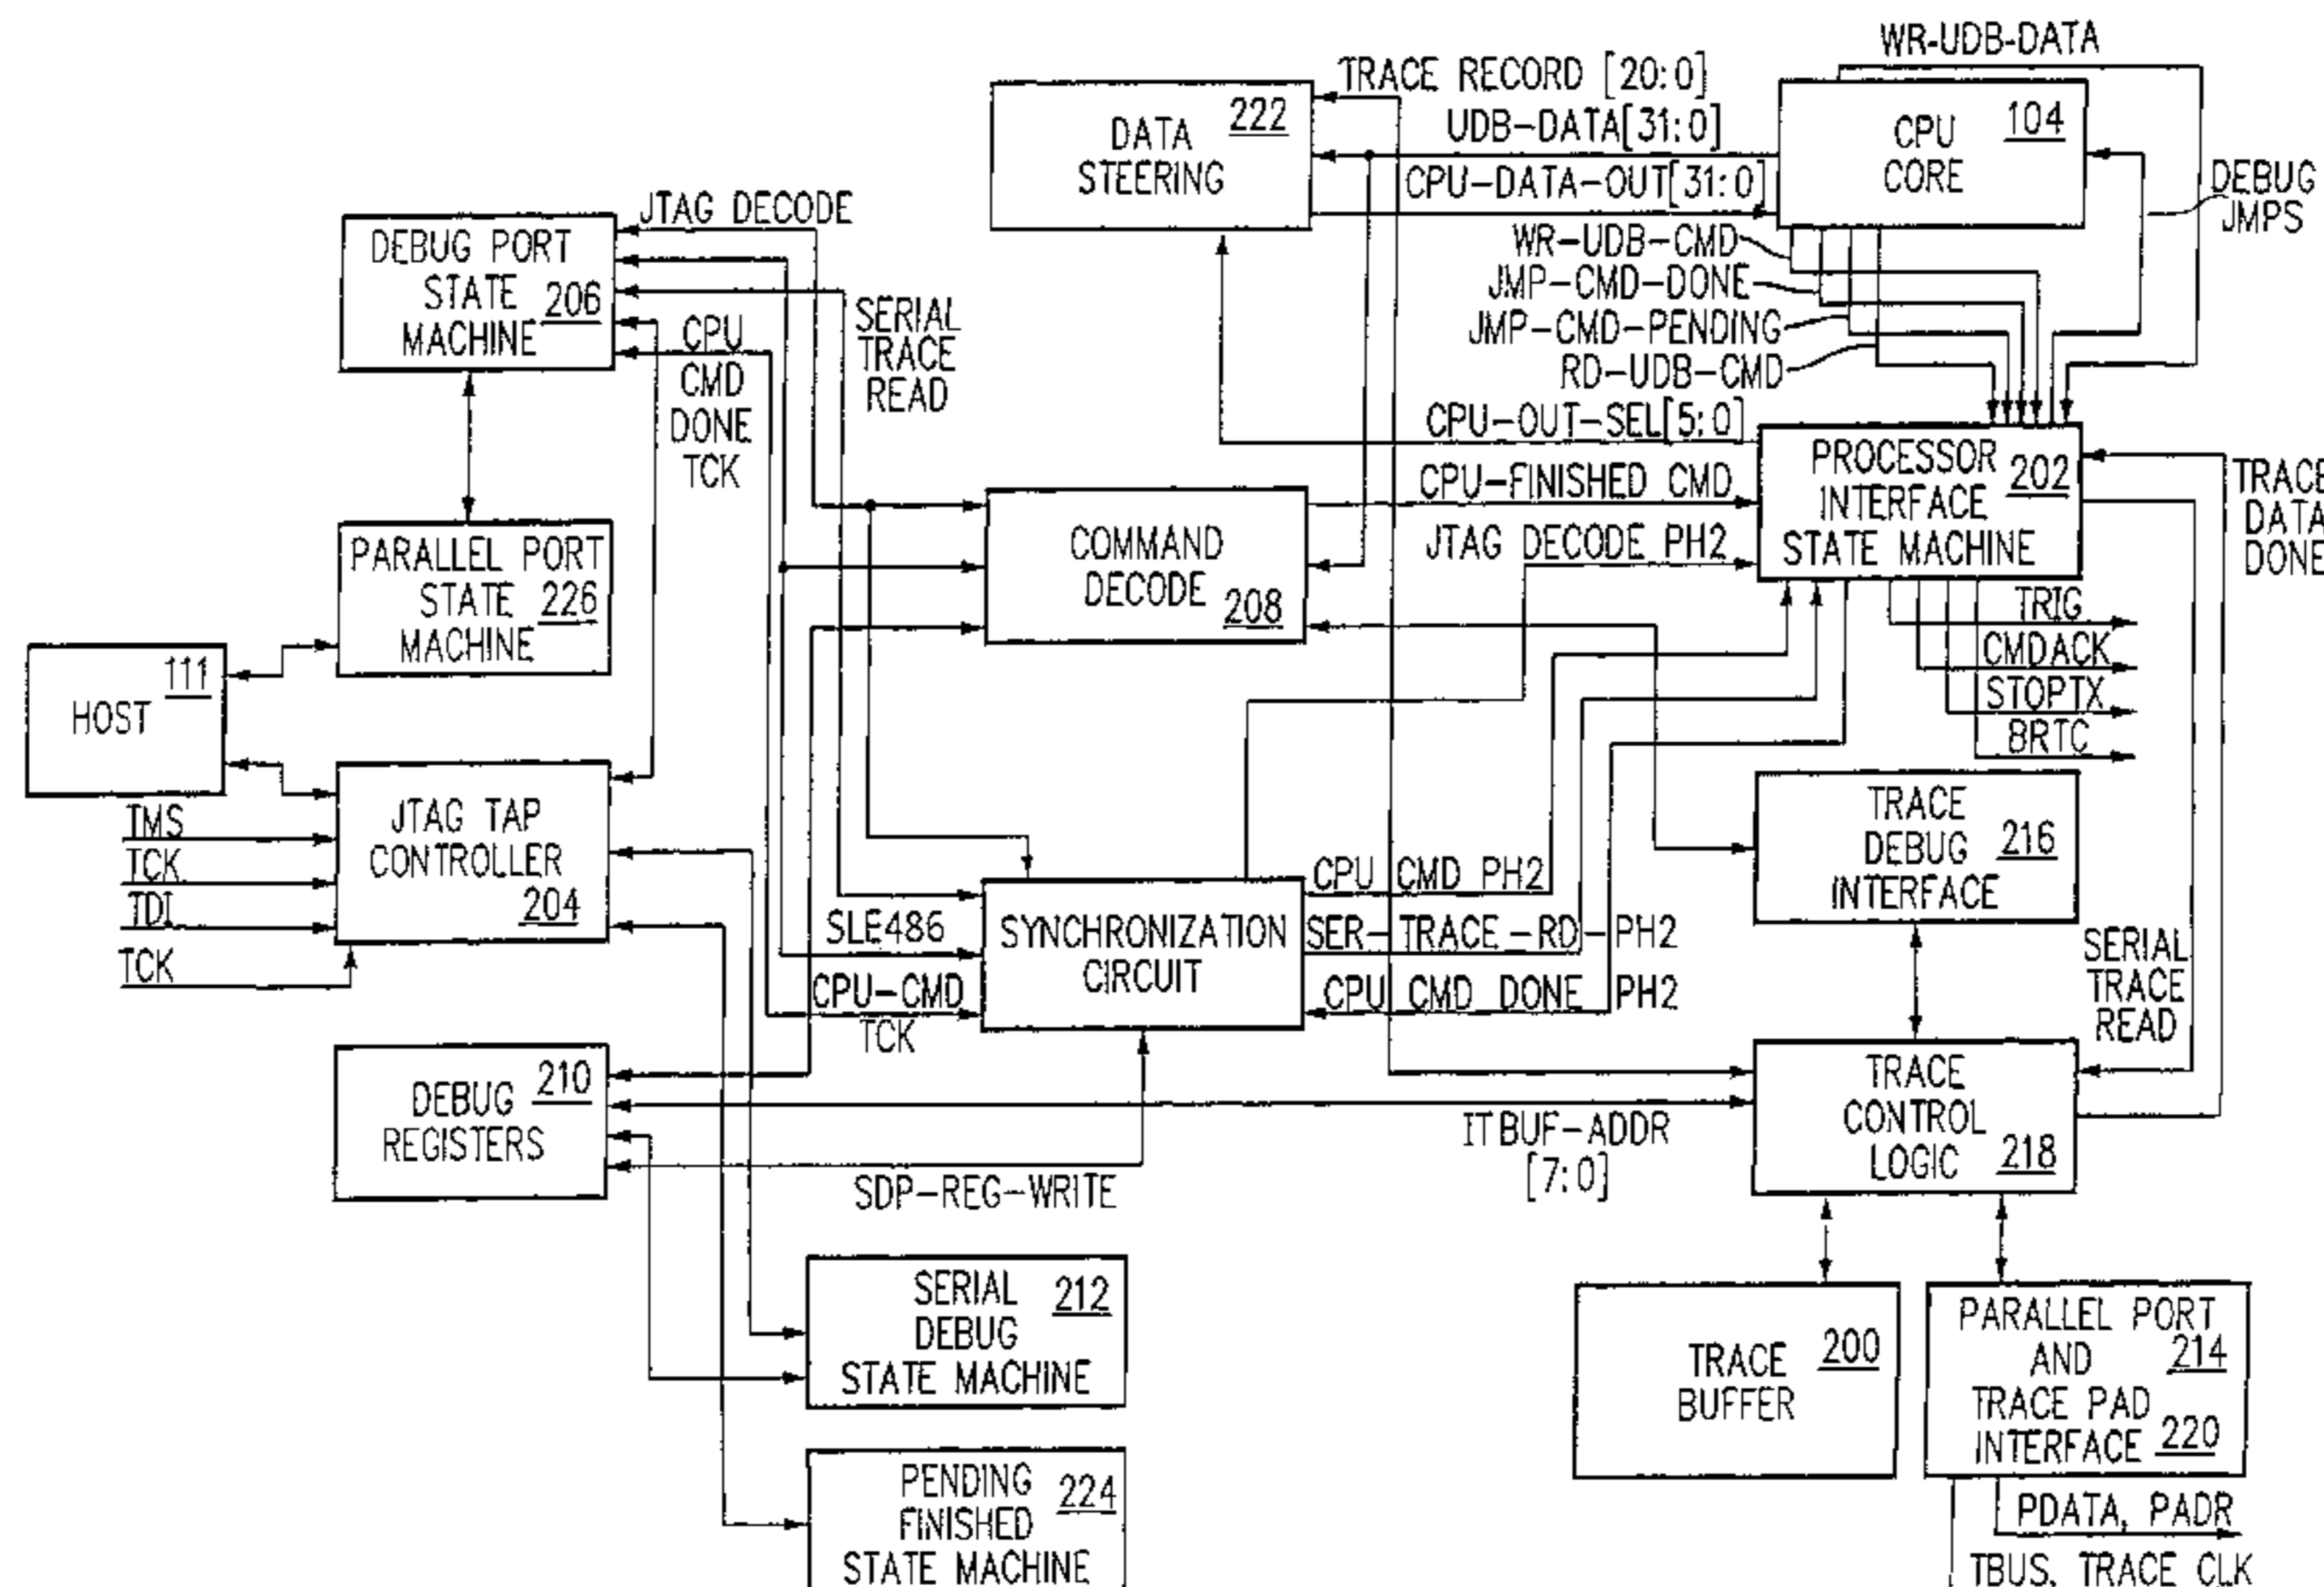 WR-UDB-DATA
TRACE RECORD [20:0]
UDB-DATA[31:0]
CPU-DATA-OUT[31:0]
DATA
STEERING
222
CPU
CORE
104
DEBUG
JMPS
WR-UDB-CMD
JMP-CMD-DONE
JMP-CMD-PENDING
RD-UDB-CMD
CPU-OUT-SEL[5:0]
JTAG DECODE
DEBUG PORT
STATE
MACHINE
206
CPU
CMD
DONE
TCK
SERIAL
TRACE
READ
PARALLEL PORT
STATE
MACHINE
226
HOST
111
COMMAND
DECODE
208
CPU-FINISHED CMD
JTAG DECODE PH2
PROCESSOR
INTERFACE
STATE MACHINE
202
TRACE
DATA
DONE
TRIG
CMDACK
STOPTX
BRTC
JTAG TAP
CONTROLLER
204
TMS
TCK
TDI
TCK
SLE486
CPU-CMD
TCK
SYNCHRONIZATION
CIRCUIT
CPU CMD PH2
SER-TRACE-RD-PH2
CPU CMD DONE PH2
TRACE
DEBUG
INTERFACE
216
SERIAL
TRACE
READ
DEBUG
REGISTERS
210
SDP-REG-WRITE
ITBUF-ADDR
[7:0]
TRACE
CONTROL
LOGIC
218
SERIAL
DEBUG
STATE MACHINE
212
PENDING
FINISHED
STATE MACHINE
224
TRACE
BUFFER
200
PARALLEL PORT
AND
TRACE PAD
INTERFACE
214
220
PDATA, PADR
TBUS, TRACE CLK